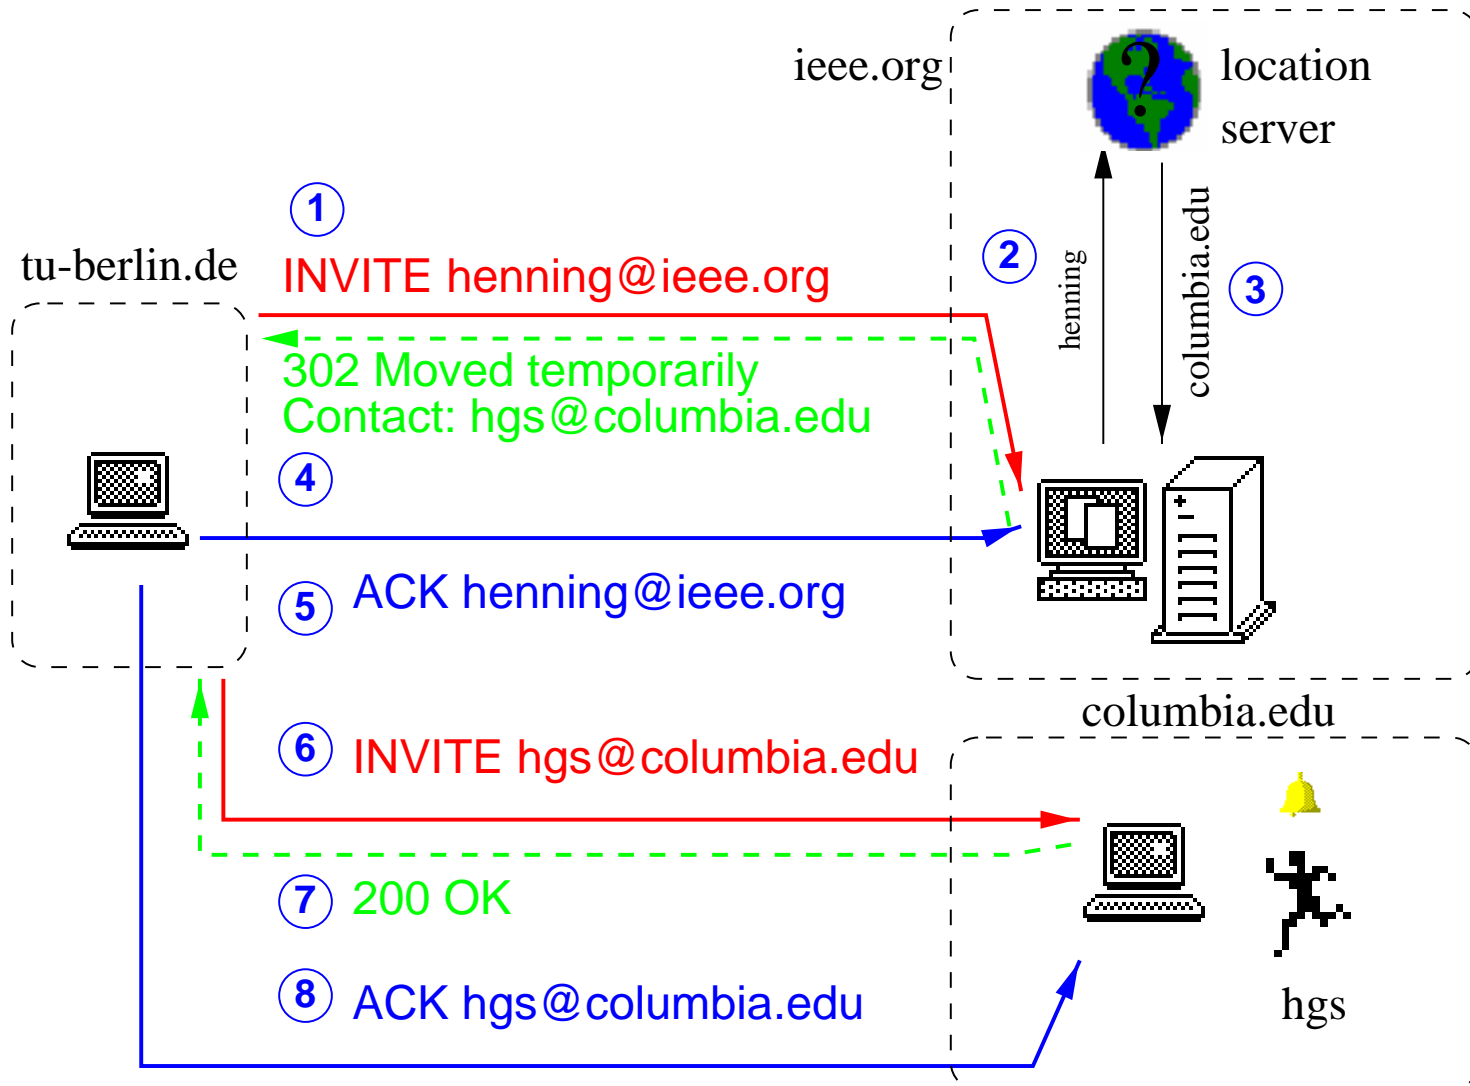 ieee.org
?
location
server
1
tu-berlin.de
INVITE henning@ieee.org
2
henning
columbia.edu
3
302 Moved temporarily
Contact: hgs@columbia.edu
4
5
ACK henning@ieee.org
columbia.edu
6
INVITE hgs@columbia.edu
7
200 OK
8
ACK hgs@columbia.edu
hgs